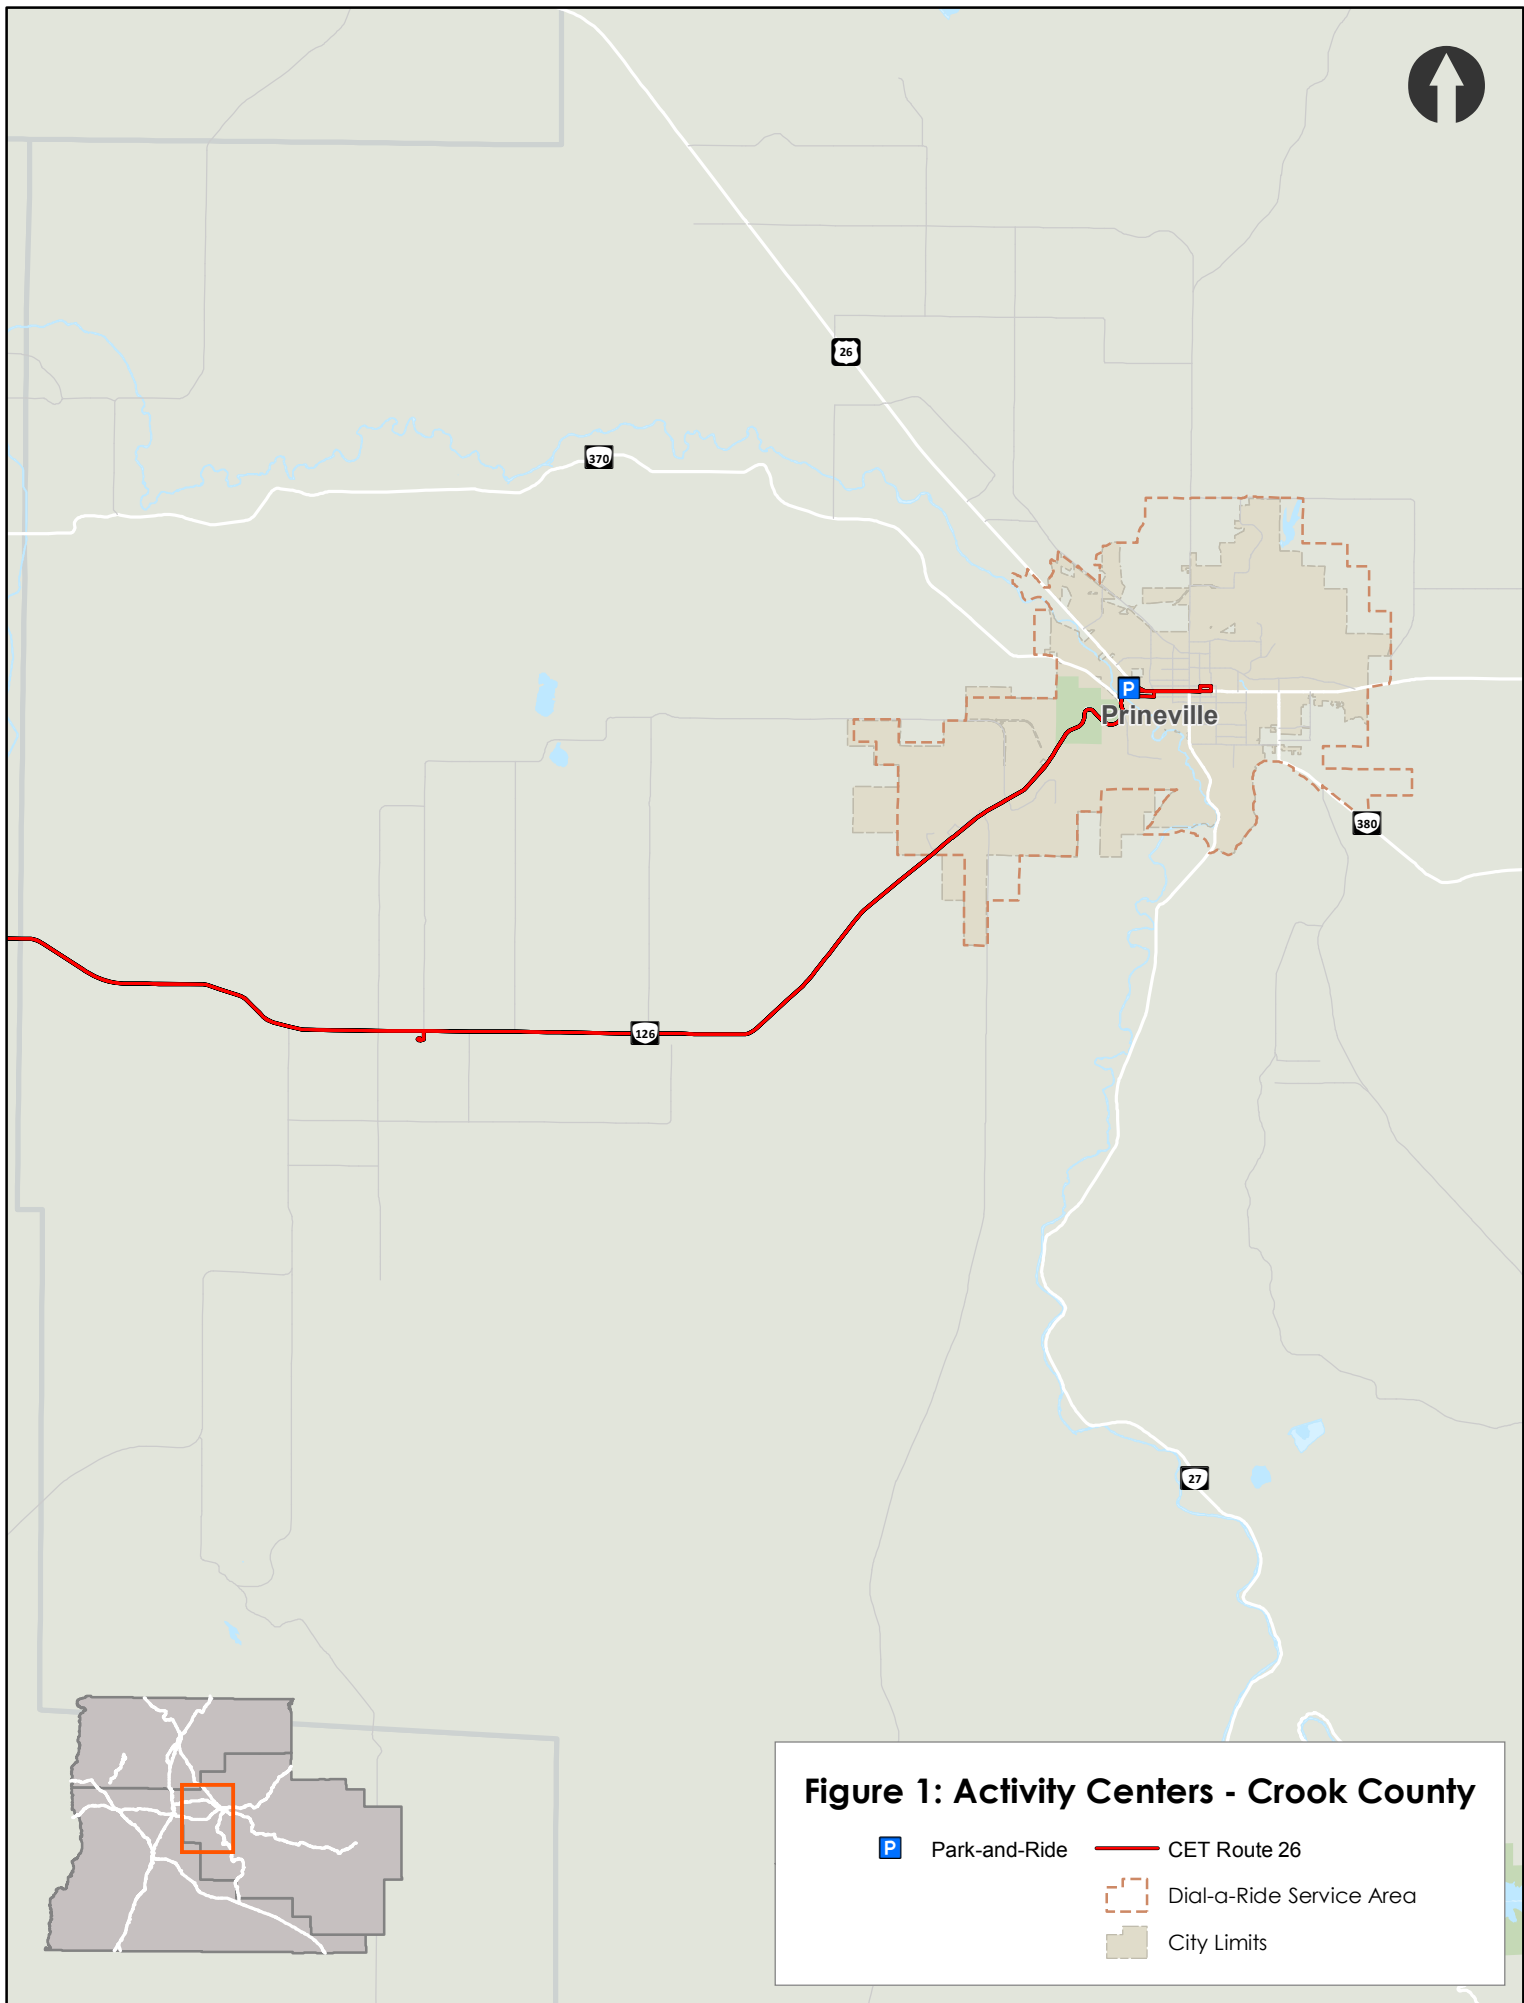 26
370
P
Prineville
380
126
27
Figure 1: Activity Centers - Crook County
P Park-and-Ride CET Route 26
Dial-a-Ride Service Area
City Limits